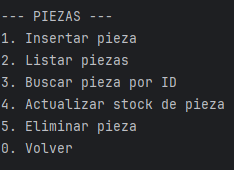 --- PIEZAS ---
1. Insertar pieza
2. Listar piezas
3. Buscar pieza por ID
4. Actualizar stock de pieza
5. Eliminar pieza
0. Volver